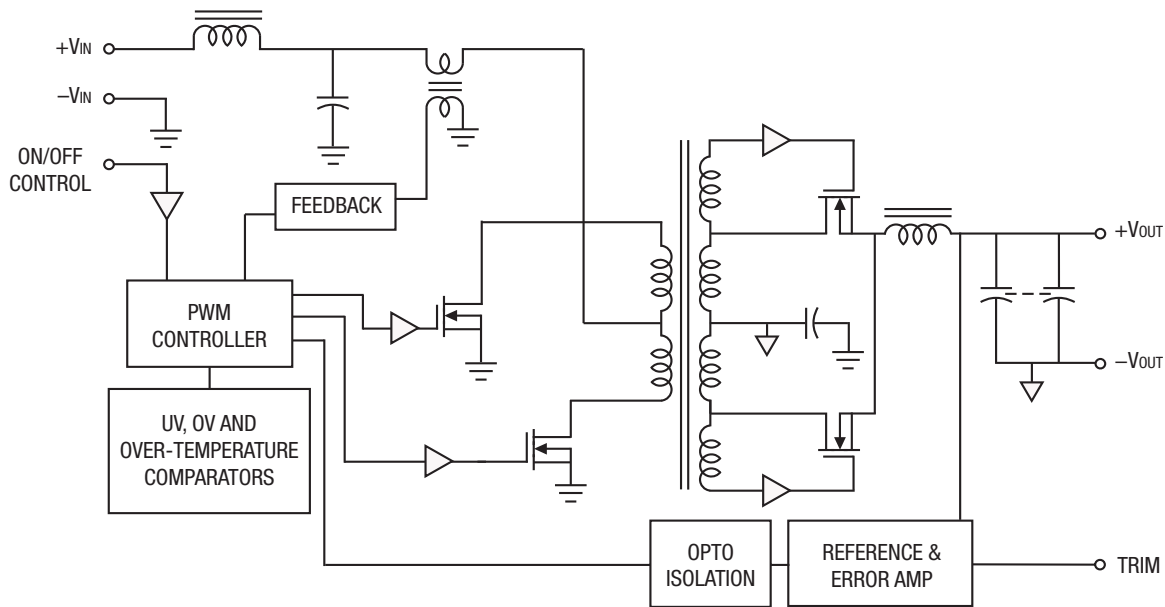 +VIN
−VIN
ON/OFF
CONTROL
FEEDBACK
PWM
CONTROLLER
UV, OV AND
OVER-TEMPERATURE
COMPARATORS
+VOUT
−VOUT
OPTO
ISOLATION
REFERENCE &
ERROR AMP
TRIM